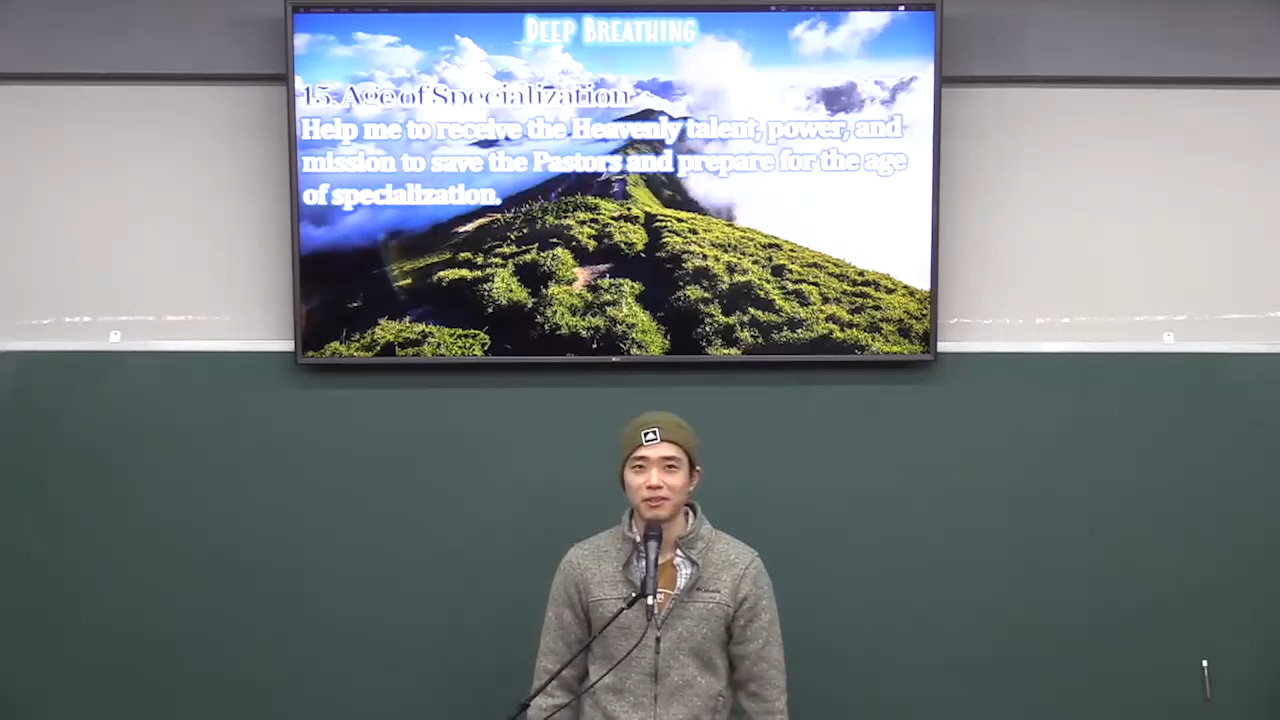 DEEP BREATHING
15. Age of Specialization
Help me to receive the Heavenly talent, power, and
mission to save the Pastors and prepare for the age
of specialization.